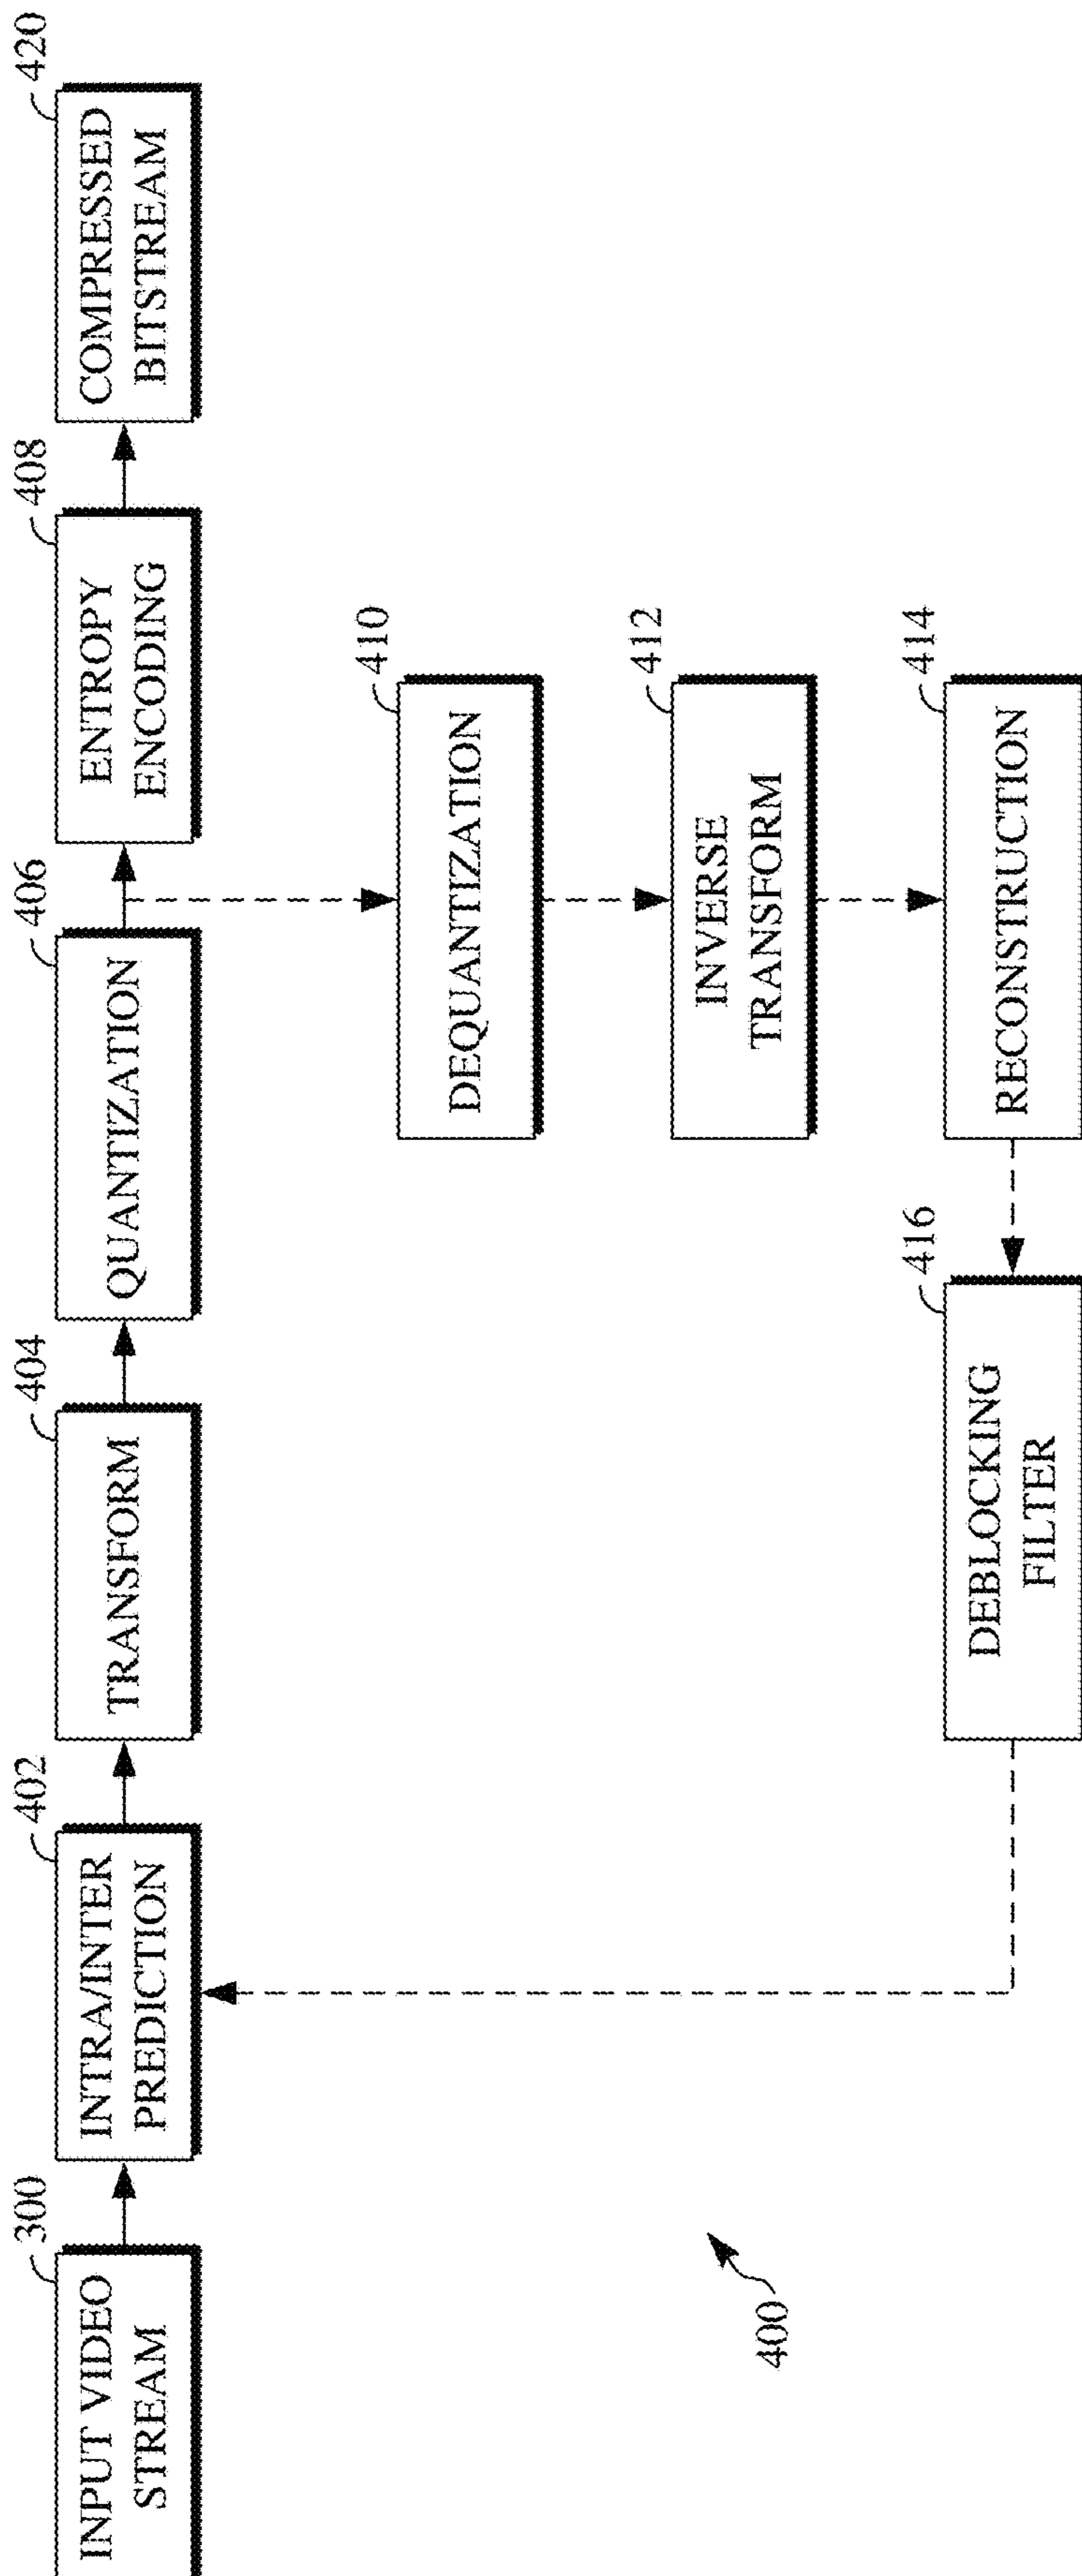 300
INPUT VIDEO
STREAM
402
INTRA/INTER
PREDICTION
404
TRANSFORM
406
QUANTIZATION
408
ENTROPY
ENCODING
420
COMPRESSED
BITSTREAM
410
DEQUANTIZATION
412
INVERSE
TRANSFORM
414
RECONSTRUCTION
416
DEBLOCKING
FILTER
400